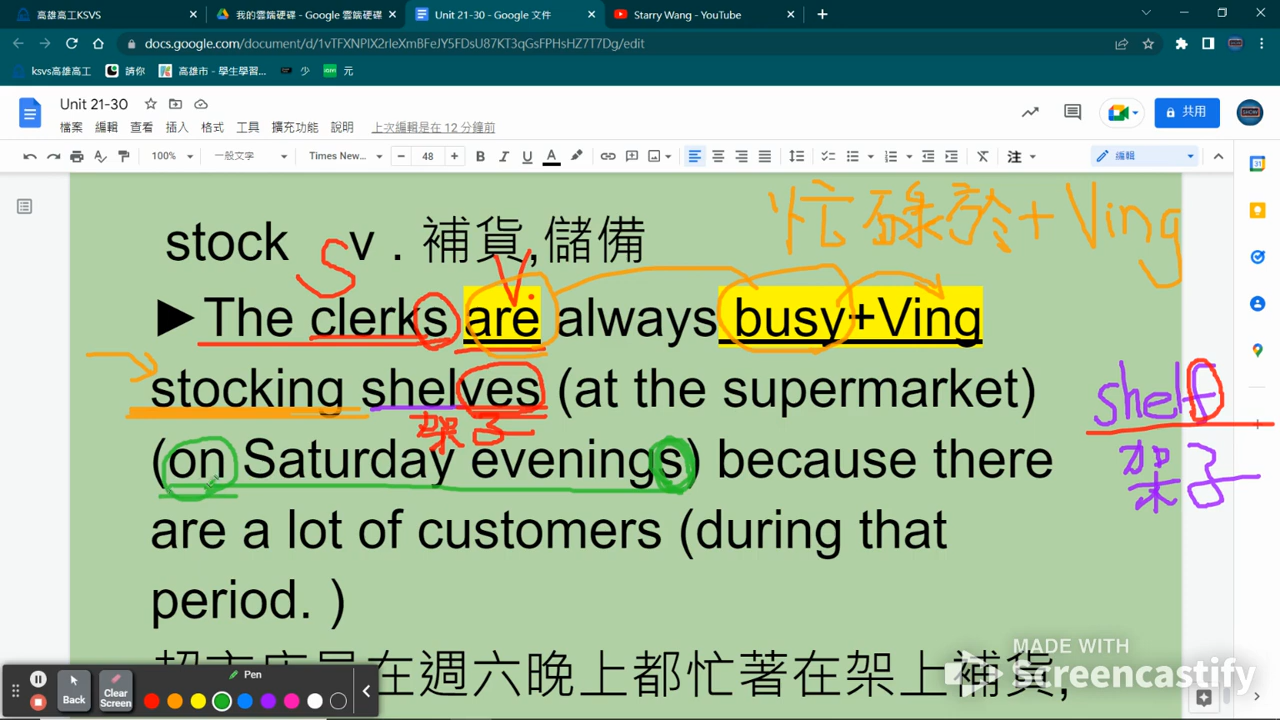 高雄高工KSVS
我的雲端硬碟 - Google 雲端硬碟
Unit 21-30 - Google 文件
Starry Wang - YouTube
docs.google.com/document/d/1vTFXNPIX2rIeXmBFeJY5FDsU87KT3qGsFPHsHZ7T7Dg/edit
ksvs高雄高工
請你
高雄市 - 學生學習...
少
元
Unit 21-30
檔案 編輯 查看 插入 格式 工具 擴充功能 說明 上次編輯是在 12 分鐘前
共用
100% 一般文字 Times New... 48 B I U A 注 編輯
忙碌於+Ving
stock v . 補貨,儲備
S
V
►The clerks are always busy+Ving
stocking shelves (at the supermarket)
shelf
架子
架子
(on Saturday evenings) because there
are a lot of customers (during that
period. )
在週六晚上都忙著在架上補貨,
MADE WITH
Screencastify
Pen
Back
Clear
Screen